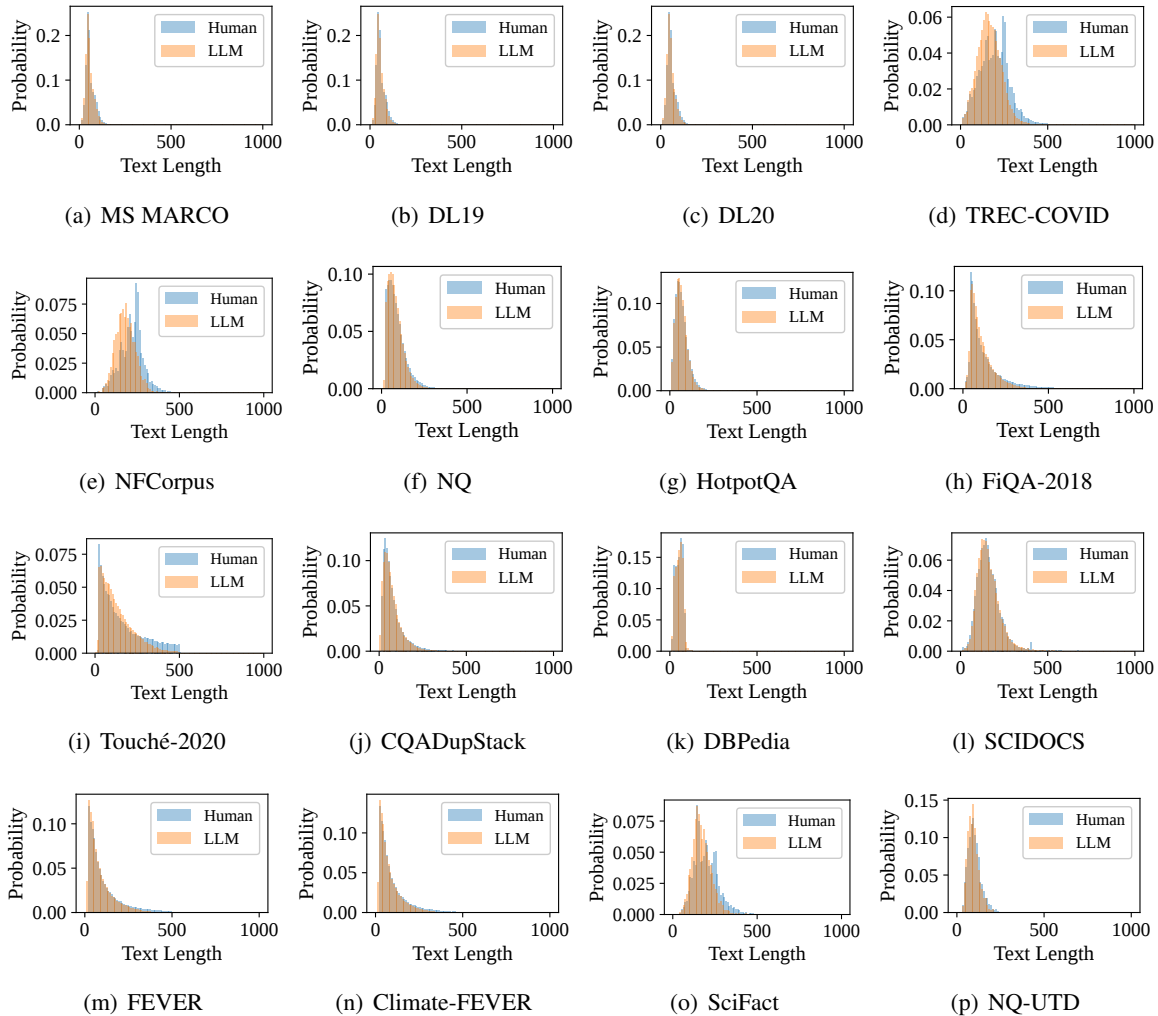 Probability
0.2
0.1
0.0
Human
LLM
0
500
1000
Text Length
(a) MS MARCO
Probability
0.2
0.1
0.0
Human
LLM
0
500
1000
Text Length
(b) DL19
Probability
0.2
0.1
0.0
Human
LLM
0
500
1000
Text Length
(c) DL20
Probability
0.06
0.04
0.02
0.00
Human
LLM
0
500
1000
Text Length
(d) TREC-COVID
Probability
0.075
0.050
0.025
0.000
Human
LLM
0
500
1000
Text Length
(e) NFCorpus
Probability
0.10
0.05
0.00
Human
LLM
0
500
1000
Text Length
(f) NQ
Probability
0.10
0.05
0.00
Human
LLM
0
500
1000
Text Length
(g) HotpotQA
Probability
0.10
0.05
0.00
Human
LLM
0
500
1000
Text Length
(h) FiQA-2018
Probability
0.075
0.050
0.025
0.000
Human
LLM
0
500
1000
Text Length
(i) Touché-2020
Probability
0.10
0.05
0.00
Human
LLM
0
500
1000
Text Length
(j) CQADupStack
Probability
0.15
0.10
0.05
0.00
Human
LLM
0
500
1000
Text Length
(k) DBPedia
Probability
0.06
0.04
0.02
0.00
Human
LLM
0
500
1000
Text Length
(l) SCIDOCS
Probability
0.10
0.05
0.00
Human
LLM
0
500
1000
Text Length
(m) FEVER
Probability
0.10
0.05
0.00
Human
LLM
0
500
1000
Text Length
(n) Climate-FEVER
Probability
0.075
0.050
0.025
0.000
Human
LLM
0
500
1000
Text Length
(o) SciFact
Probability
0.15
0.10
0.05
0.00
Human
LLM
0
500
1000
Text Length
(p) NQ-UTD